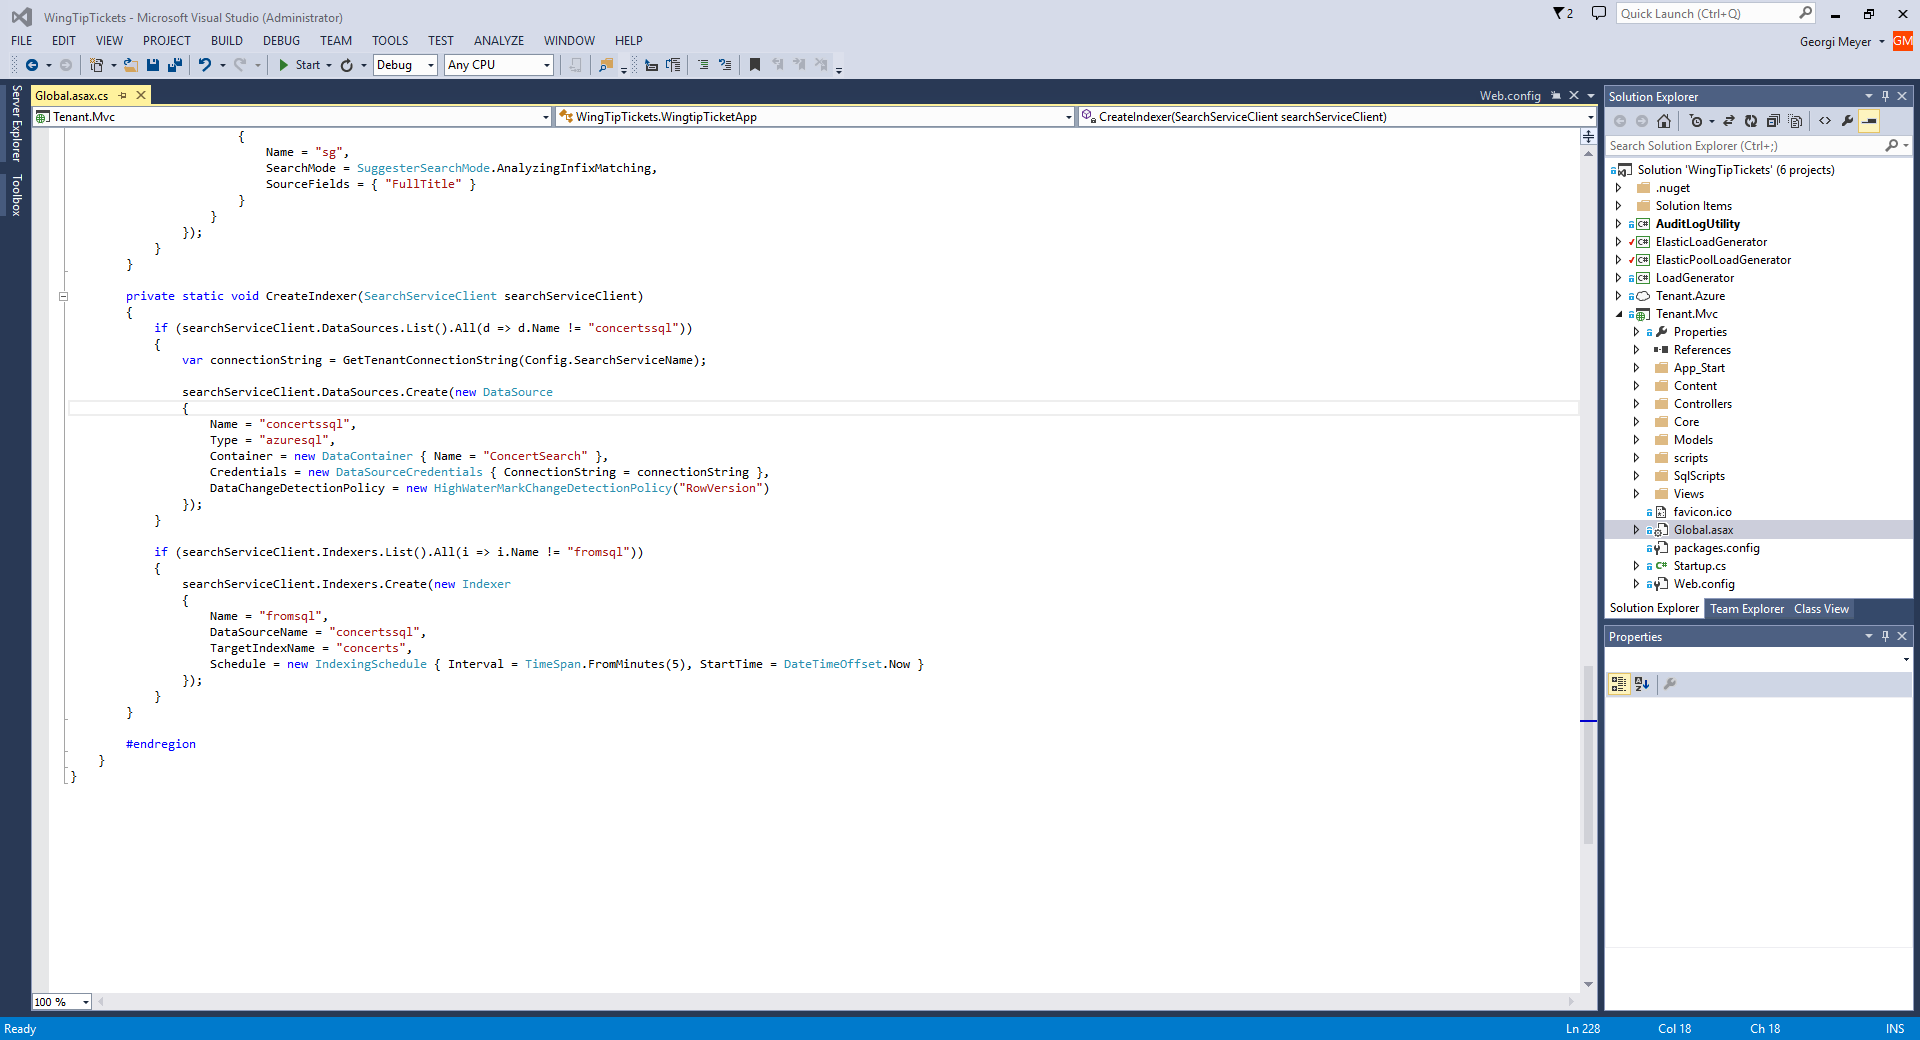 WingTipTickets - Microsoft Visual Studio (Administrator)
2
Quick Launch (Ctrl+Q)
FILE EDIT VIEW PROJECT BUILD DEBUG TEAM TOOLS TEST ANALYZE WINDOW HELP
Georgi Meyer GM
Start Debug Any CPU
Server Explorer
Toolbox
Global.asax.cs
Web.config
Tenant.Mvc
WingTipTickets.WingtipTicketApp
CreateIndexer(SearchServiceClient searchServiceClient)
{
Name = "sg",
SearchMode = SuggesterSearchMode.AnalyzingInfixMatching,
SourceFields = { "FullTitle" }
}
}
});
}
}
private static void CreateIndexer(SearchServiceClient searchServiceClient)
{
if (searchServiceClient.DataSources.List().All(d => d.Name != "concertssql"))
{
var connectionString = GetTenantConnectionString(Config.SearchServiceName);
searchServiceClient.DataSources.Create(new DataSource
{
Name = "concertssql",
Type = "azuresql",
Container = new DataContainer { Name = "ConcertSearch" },
Credentials = new DataSourceCredentials { ConnectionString = connectionString },
DataChangeDetectionPolicy = new HighWaterMarkChangeDetectionPolicy("RowVersion")
});
}
if (searchServiceClient.Indexers.List().All(i => i.Name != "fromsql"))
{
searchServiceClient.Indexers.Create(new Indexer
{
Name = "fromsql",
DataSourceName = "concertssql",
TargetIndexName = "concerts",
Schedule = new IndexingSchedule { Interval = TimeSpan.FromMinutes(5), StartTime = DateTimeOffset.Now }
});
}
}
#endregion
}
}
100 %
Solution Explorer
Search Solution Explorer (Ctrl+;)
Solution 'WingTipTickets' (6 projects)
.nuget
Solution Items
AuditLogUtility
ElasticLoadGenerator
ElasticPoolLoadGenerator
LoadGenerator
Tenant.Azure
Tenant.Mvc
Properties
References
App_Start
Content
Controllers
Core
Models
scripts
SqlScripts
Views
favicon.ico
Global.asax
packages.config
Startup.cs
Web.config
Solution Explorer Team Explorer Class View
Properties
Ready
Ln 228 Col 18 Ch 18 INS